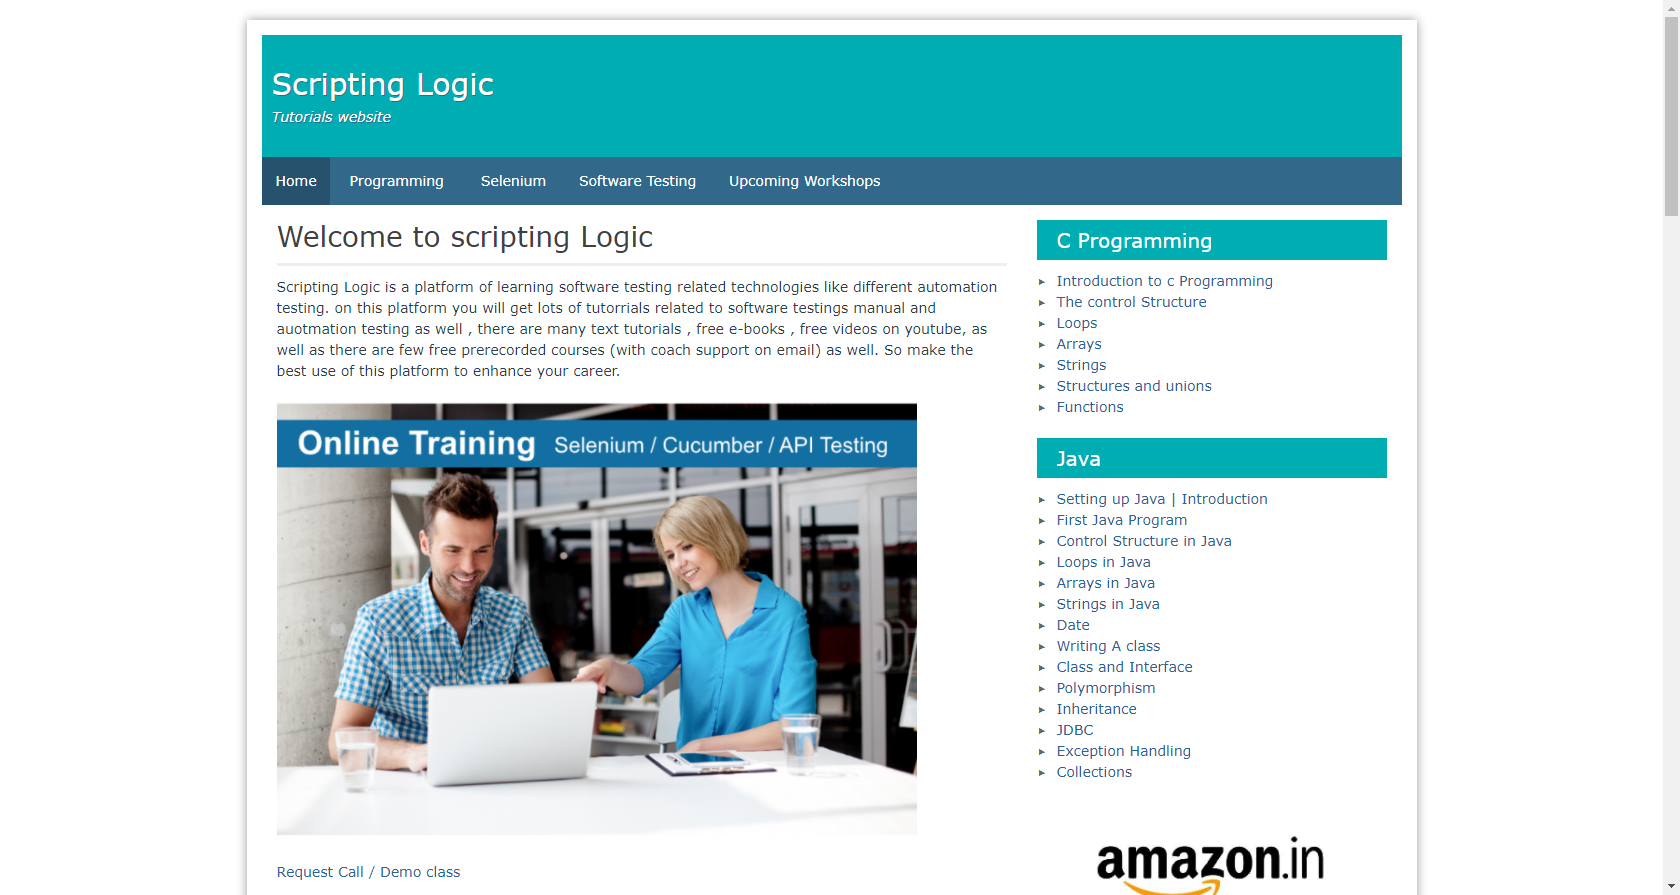 Scripting Logic
Tutorials website
Home Programming Selenium Software Testing Upcoming Workshops
Welcome to scripting Logic
Scripting Logic is a platform of learning software testing related technologies like different automation
testing. on this platform you will get lots of tutorrials related to software testings manual and
auotmation testing as well , there are many text tutorials , free e-books , free videos on youtube, as
well as there are few free prerecorded courses (with coach support on email) as well. So make the
best use of this platform to enhance your career.
Online Training Selenium / Cucumber / API Testing
Request Call / Demo class
C Programming
Introduction to c Programming
The control Structure
Loops
Arrays
Strings
Structures and unions
Functions
Java
Setting up Java | Introduction
First Java Program
Control Structure in Java
Loops in Java
Arrays in Java
Strings in Java
Date
Writing A class
Class and Interface
Polymorphism
Inheritance
JDBC
Exception Handling
Collections
amazon.in